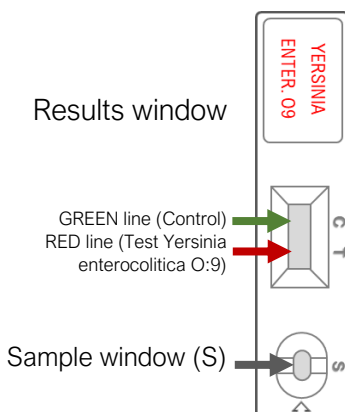 YERSINIA
ENTER. O9
Results window
GREEN line (Control)
RED line (Test Yersinia
enterocolitica O:9)
C
T
Sample window (S)
S